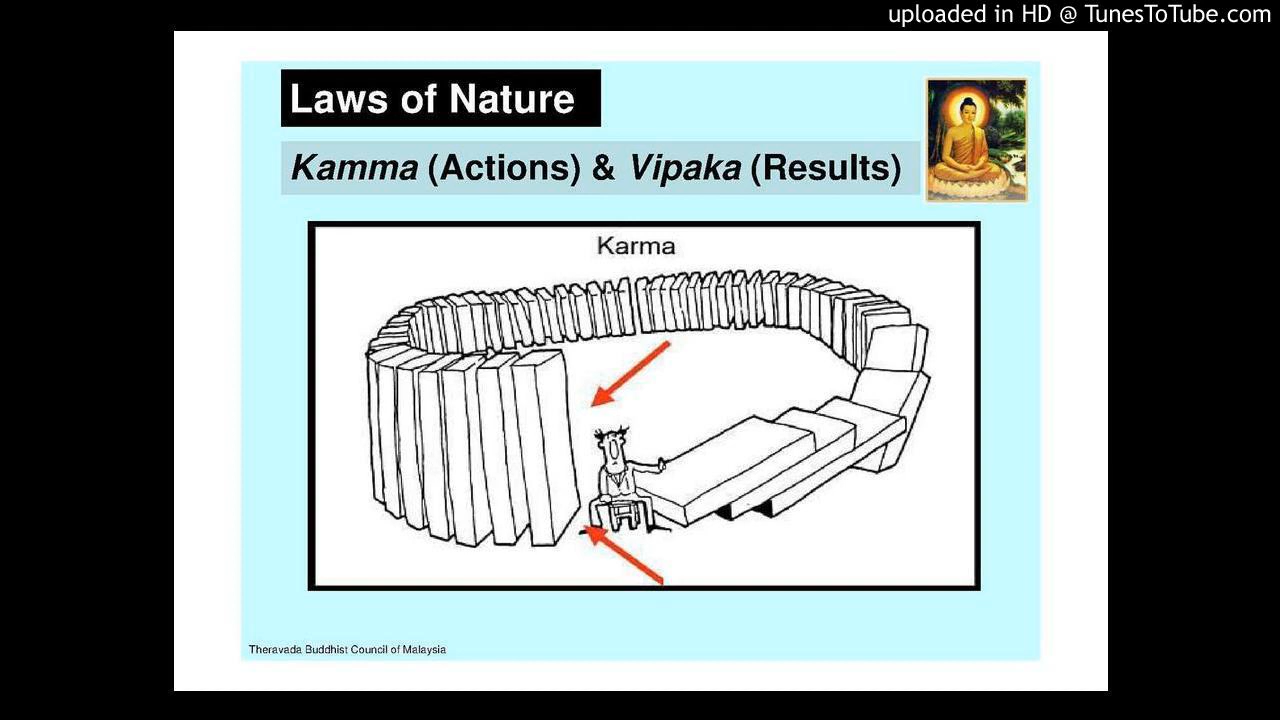 uploaded in HD @ TunesToTube.com
Laws of Nature
Kamma (Actions) & Vipaka (Results)
Karma
Theravada Buddhist Council of Malaysia